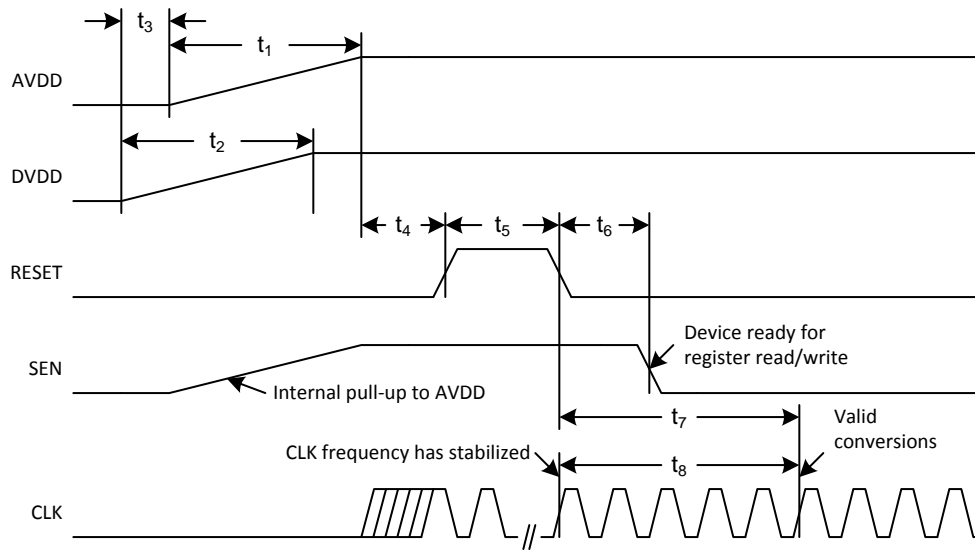 t3
t1
AVDD
t2
DVDD
t4
t5
t6
RESET
Device ready for
register read/write
SEN
Internal pull-up to AVDD
t7
Valid
conversions
CLK frequency has stabilized
t8
CLK
//